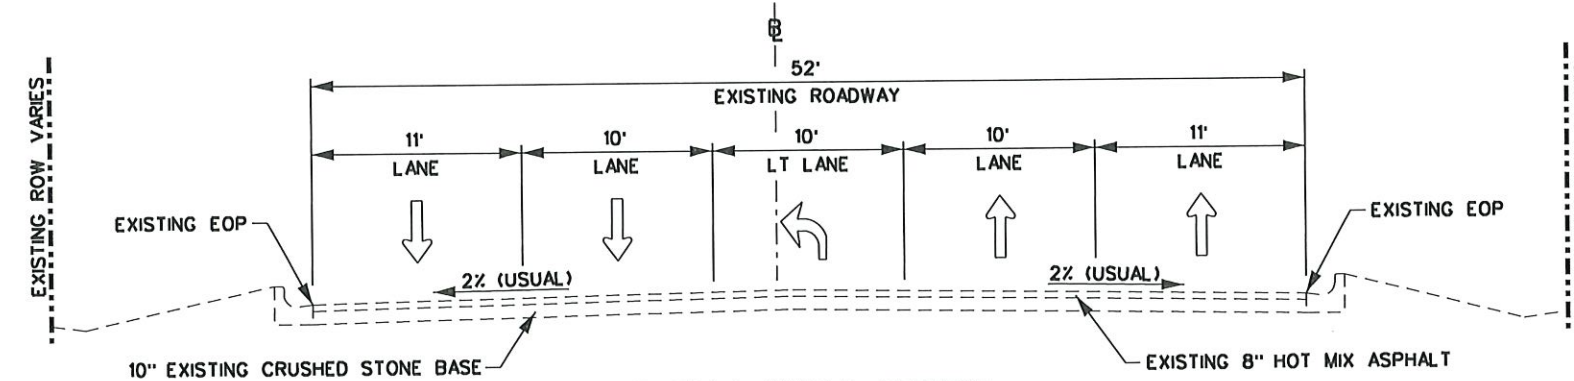 52'
EXISTING ROADWAY
11' 10' 10' 10' 11'
LANE LANE LT LANE LANE LANE
EXISTING ROW VARIES
EXISTING EOP
EXISTING EOP
2% (USUAL) 2% (USUAL)
10" EXISTING CRUSHED STONE BASE
EXISTING 8" HOT MIX ASPHALT